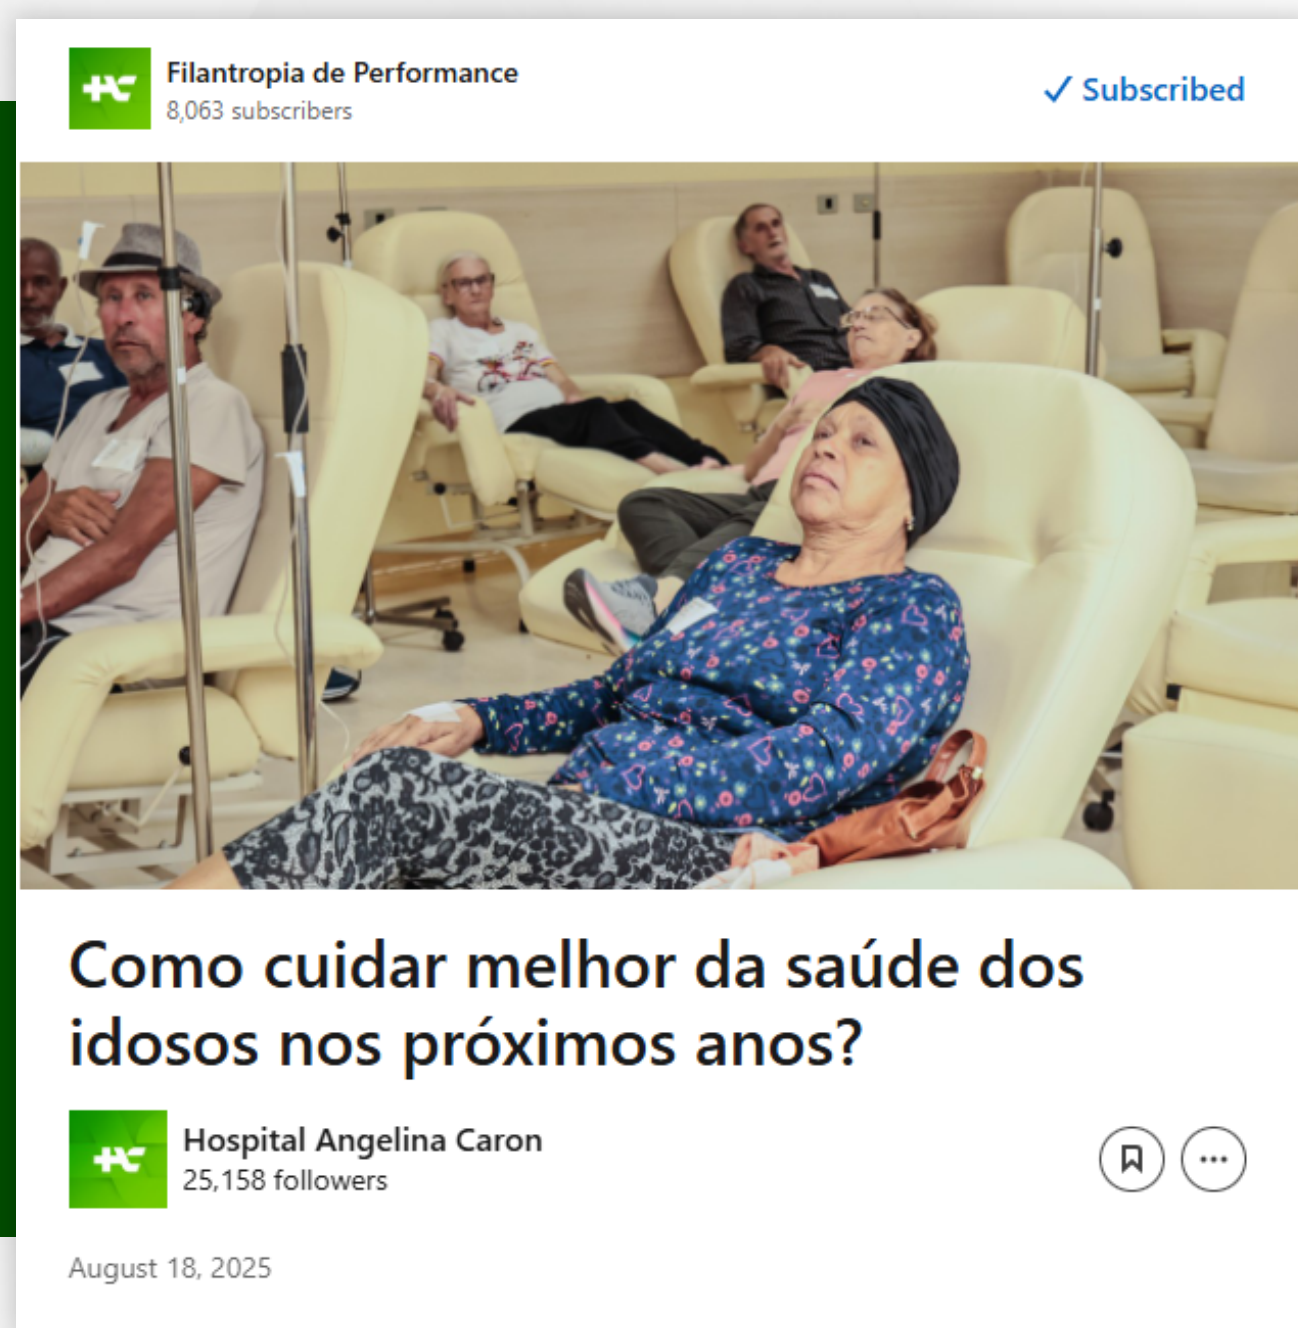 Filantropia de Performance
8,063 subscribers
Subscribed
Como cuidar melhor da saúde dos
idosos nos próximos anos?
Hospital Angelina Caron
25,158 followers
August 18, 2025